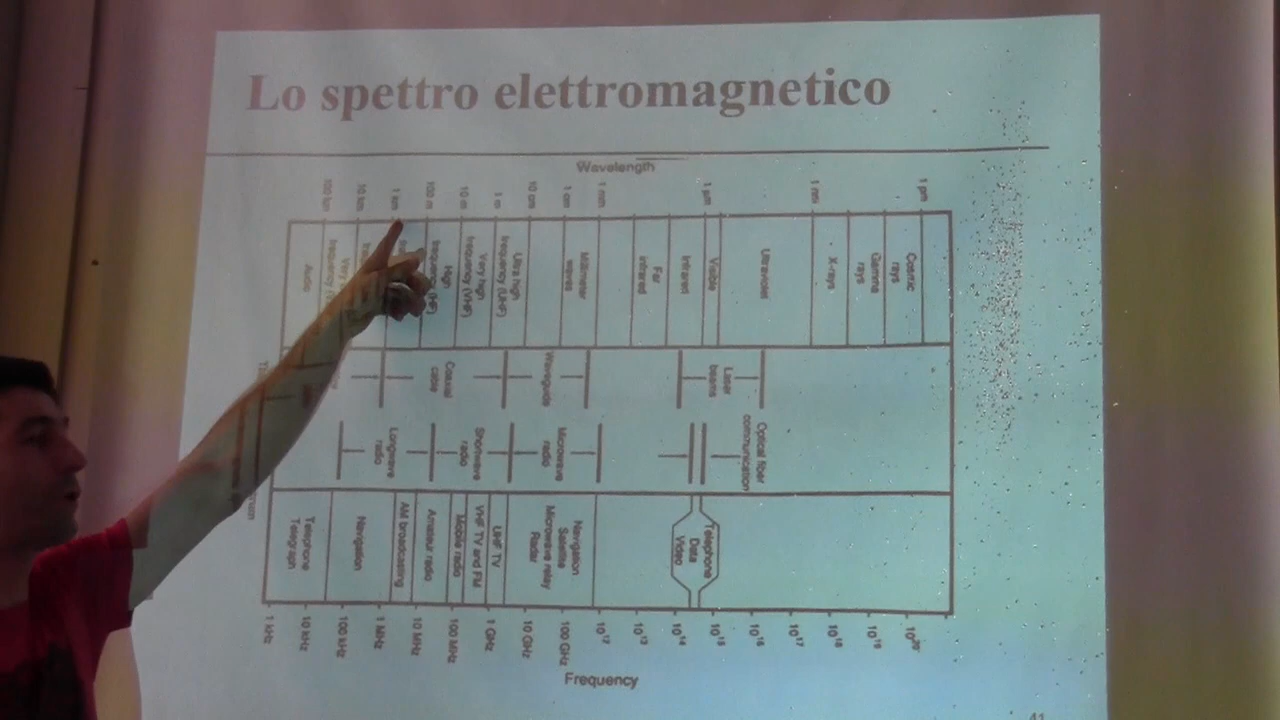 Lo spettro elettromagnetico
Wavelength
100 km
10 km
1 km
100 m
10 m
1 m
10 cm
1 cm
1 mm
1 μm
1 nm
1 pm
Audio
Very
High
frequency (HF)
Very high
frequency (VHF)
Ultra high
frequency (UHF)
Millimeter
waves
Far
infrared
Infrared
Visible
Ultraviolet
X-rays
Gamma
rays
Cosmic
rays
Coaxial
cable
Waveguide
Laser
beams
Longwave
radio
Shortwave
radio
Microwave
radio
Optical fiber
communication
Telephone
Telegraph
Navigation
AM broadcasting
Amateur radio
Mobile radio
VHF TV and FM
UHF TV
Navigation
Satellite
Microwave relay
Radar
Telephone
Data
Video
1 kHz
10 kHz
100 kHz
1 MHz
10 MHz
100 MHz
1 GHz
10 GHz
100 GHz
10¹²
10¹³
10¹⁴
10¹⁵
10¹⁶
10¹⁷
10¹⁸
10¹⁹
10²⁰
Frequency
41